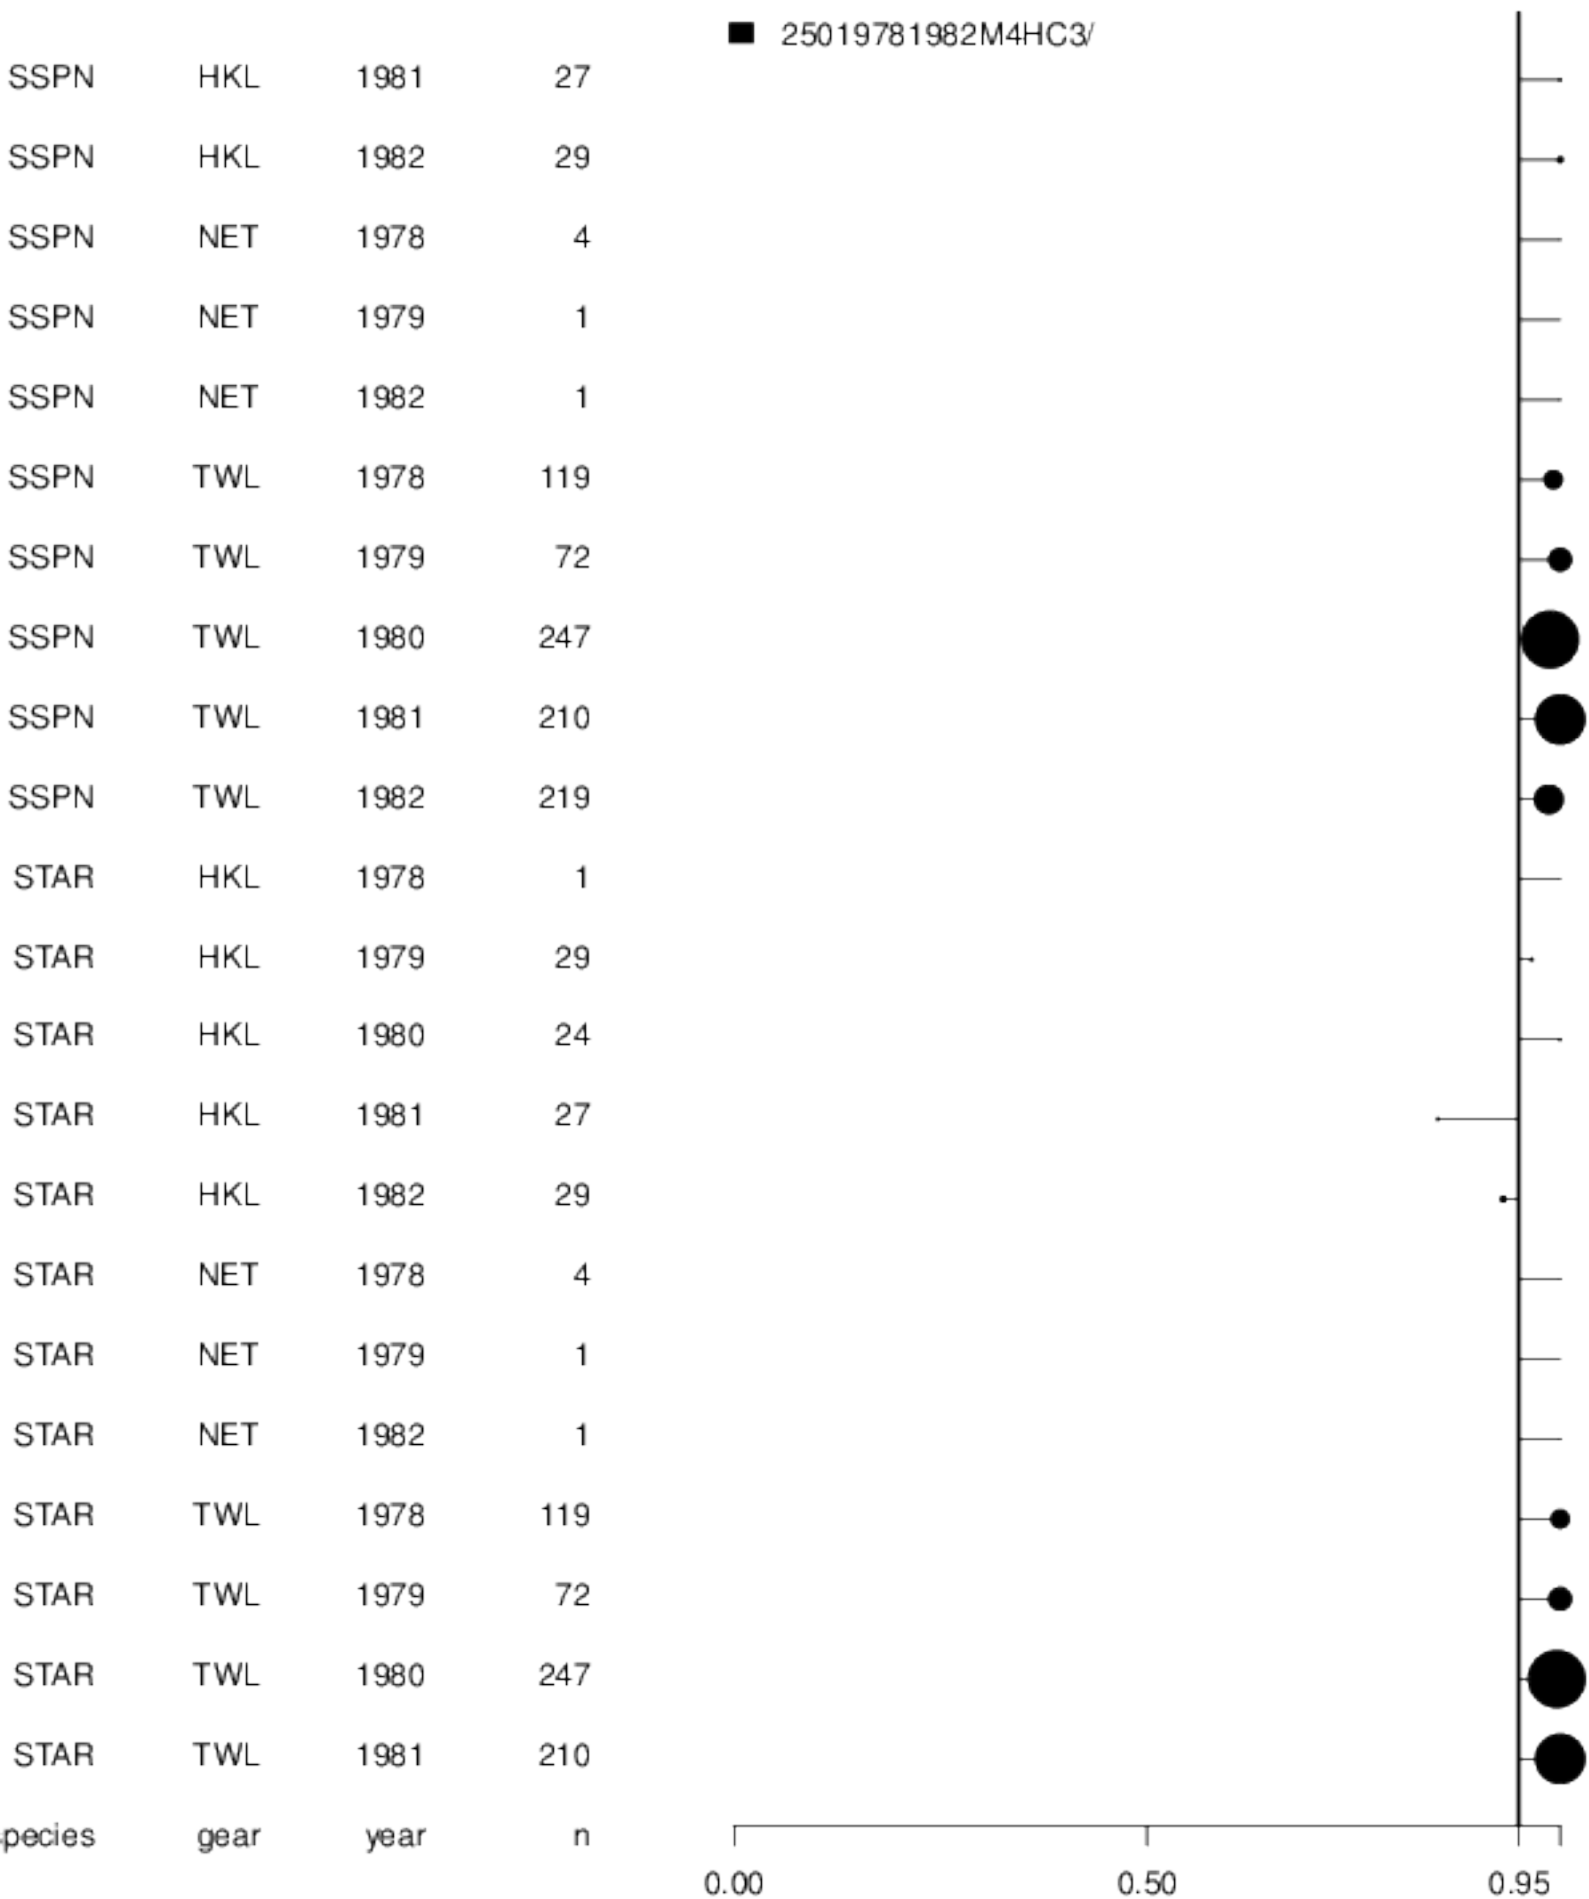 25019781982M4HC3/
SSPN HKL 1981 27
SSPN HKL 1982 29
SSPN NET 1978 4
SSPN NET 1979 1
SSPN NET 1982 1
SSPN TWL 1978 119
SSPN TWL 1979 72
SSPN TWL 1980 247
SSPN TWL 1981 210
SSPN TWL 1982 219
STAR HKL 1978 1
STAR HKL 1979 29
STAR HKL 1980 24
STAR HKL 1981 27
STAR HKL 1982 29
STAR NET 1978 4
STAR NET 1979 1
STAR NET 1982 1
STAR TWL 1978 119
STAR TWL 1979 72
STAR TWL 1980 247
STAR TWL 1981 210
pecies gear year n
0.00 0.50 0.95